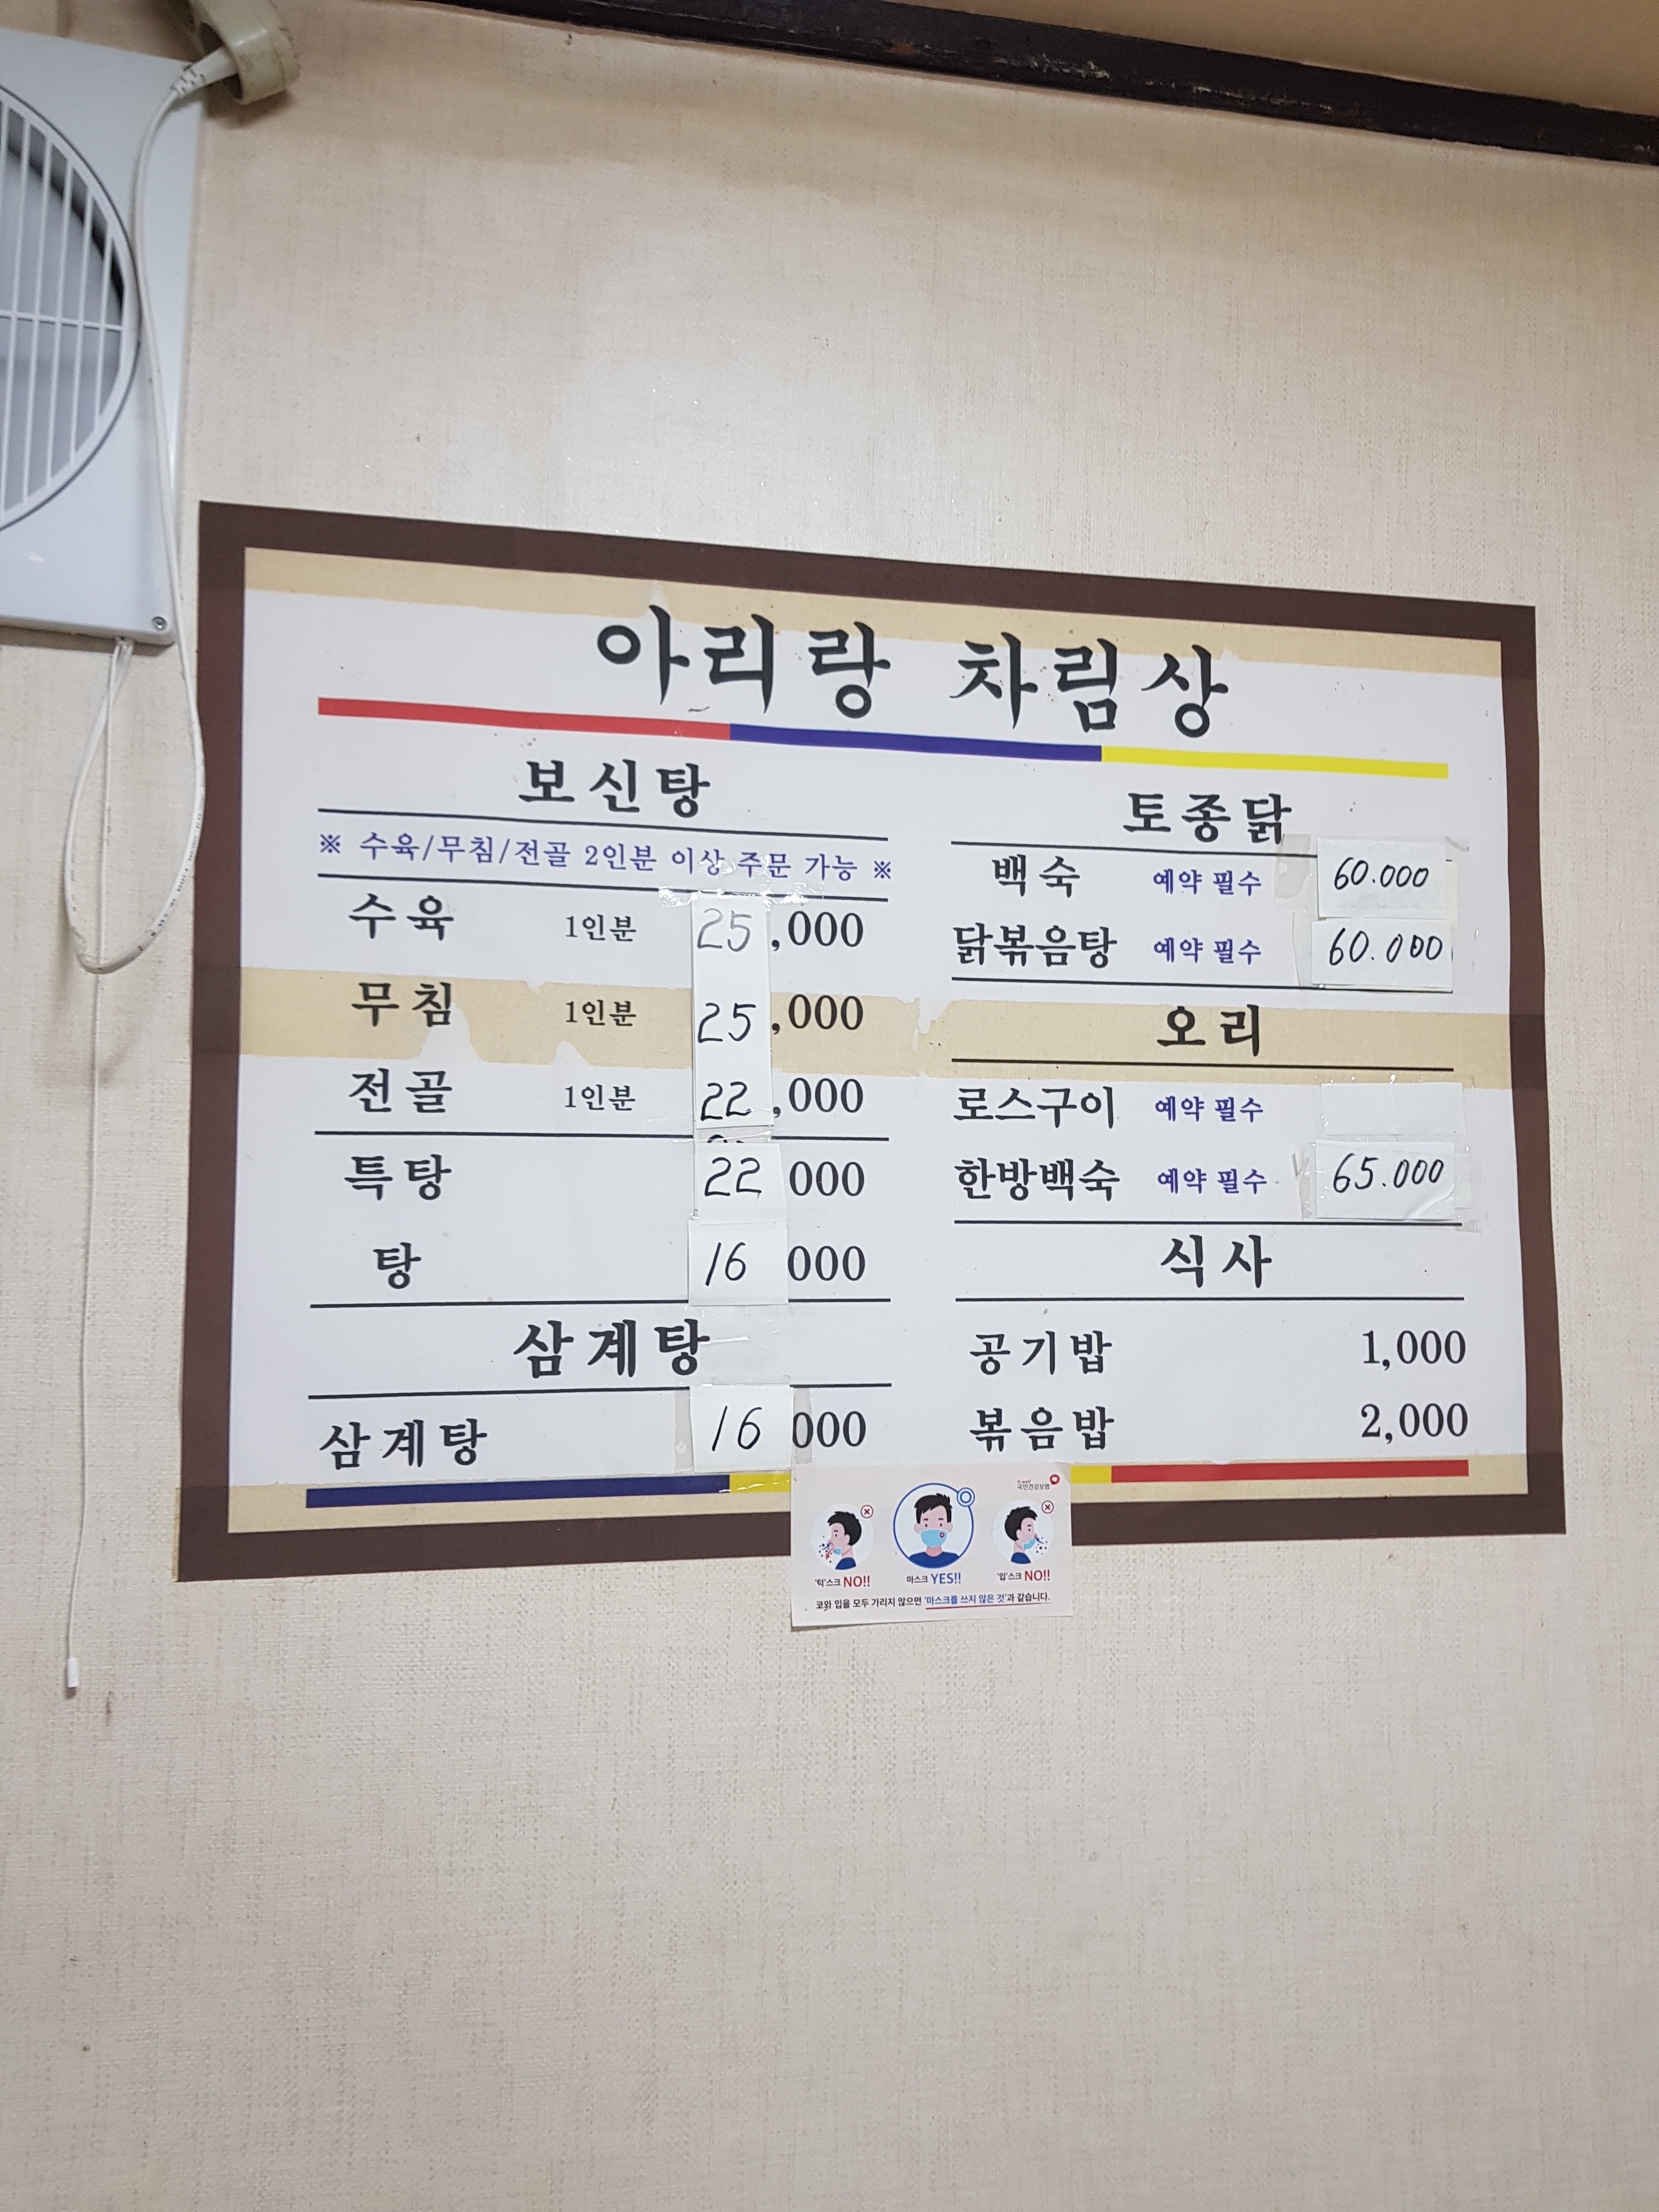 아리랑 차림상
보신탕
※ 수육/무침/전골 2인분 이상 주문 가능 ※
수육 1인분 25,000
무침 1인분 25,000
전골 1인분 22,000
특탕 22 000
탕 16 000
삼계탕
삼계탕 16 000
토종닭
백숙 예약 필수 60.000
닭볶음탕 예약 필수 60.000
오리
로스구이 예약 필수
한방백숙 예약 필수 65.000
식사
공기밥 1,000
볶음밥 2,000
국민건강보험
'턱'스크 NO!!
마스크 YES!!
'입'스크 NO!!
코와 입을 모두 가리지 않으면 '마스크를 쓰지 않은 것'과 같습니다.